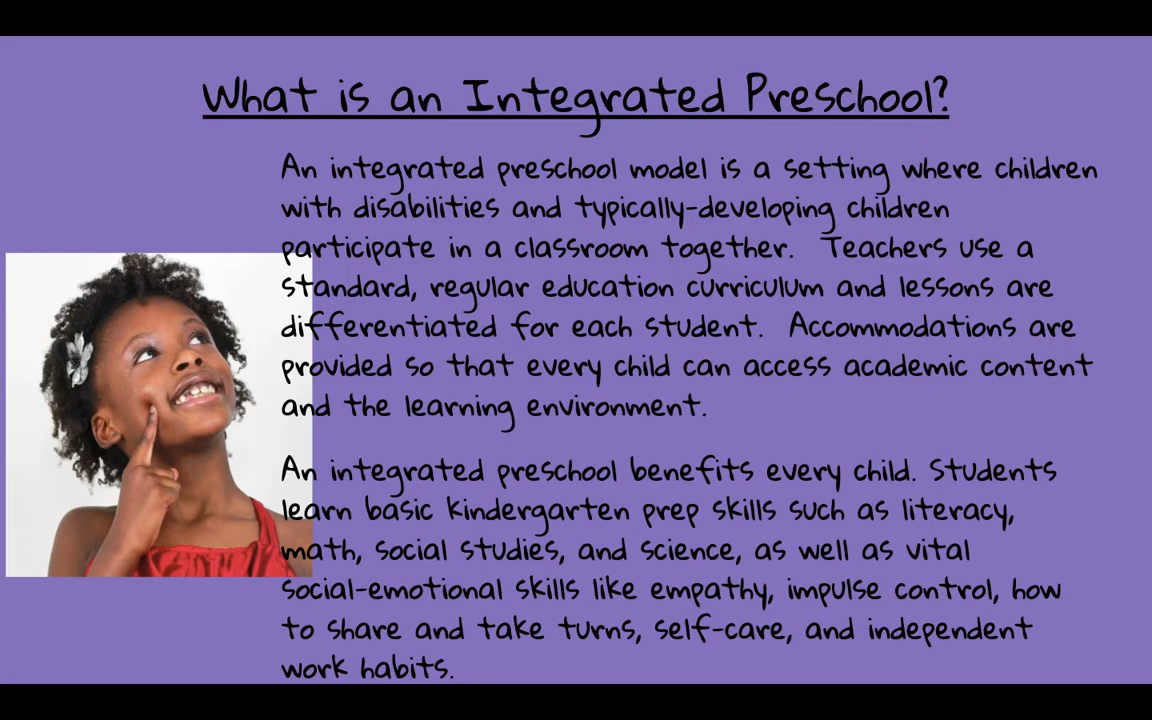 What is an Integrated Preschool?
An integrated preschool model is a setting where children
with disabilities and typically-developing children
participate in a classroom together. Teachers use a
standard, regular education curriculum and lessons are
differentiated for each student. Accommodations are
provided so that every child can access academic content
and the learning environment.
An integrated preschool benefits every child. Students
learn basic kindergarten prep skills such as literacy,
math, social studies, and science, as well as vital
social-emotional skills like empathy, impulse control, how
to share and take turns, self-care, and independent
work habits.